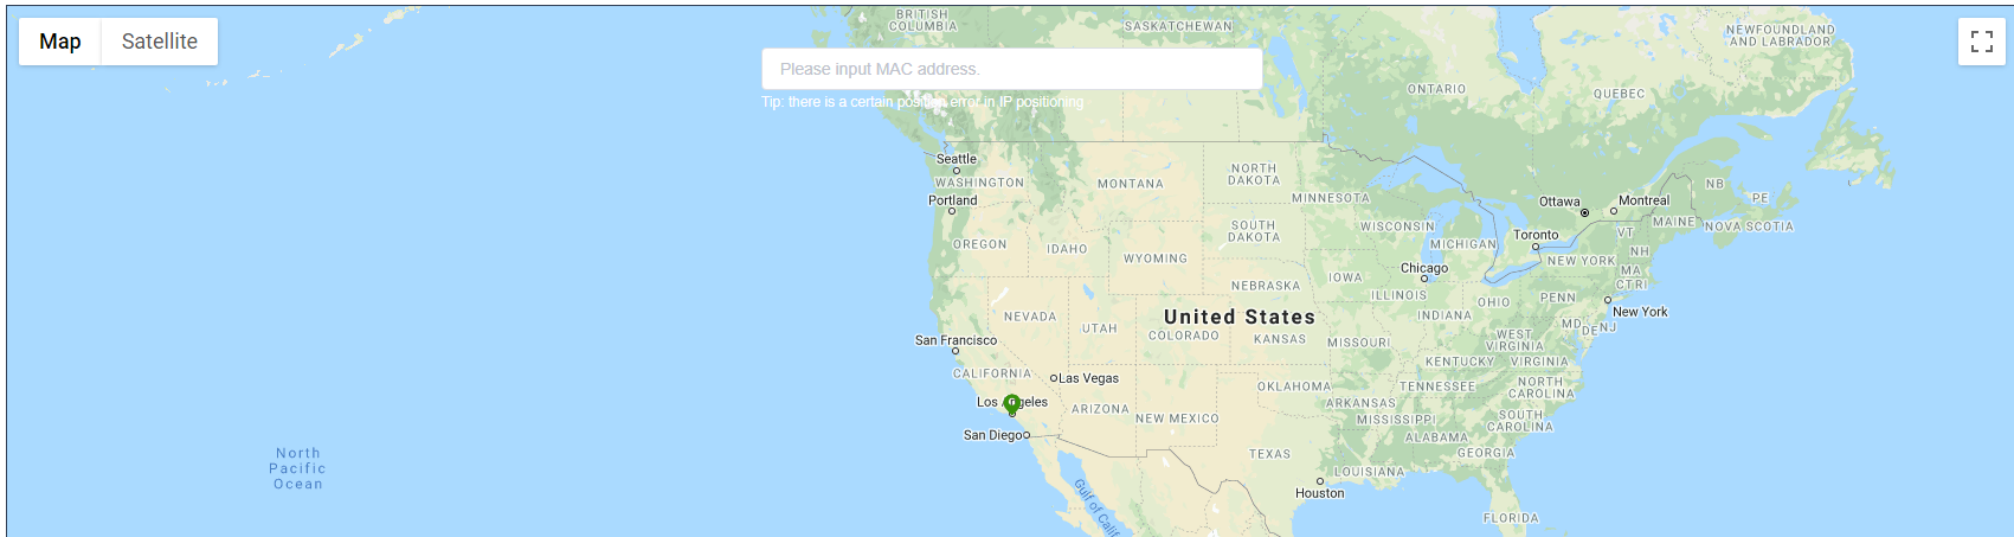 Map
Satellite
Please input MAC address.
Tip: there is a certain position error in IP positioning
BRITISH
COLUMBIA
SASKATCHEWAN
NEWFOUNDLAND
AND LABRADOR
ONTARIO
QUEBEC
Seattle
WASHINGTON
MONTANA
NORTH
DAKOTA
MINNESOTA
Portland
Ottawa
Montreal
NB
PE
MAINE
NOVA SCOTIA
OREGON
IDAHO
SOUTH
DAKOTA
WISCONSIN
MICHIGAN
Toronto
VT
NH
WYOMING
NEW YORK
MA
CT
RI
Chicago
IOWA
NEBRASKA
ILLINOIS
INDIANA
OHIO
PENN
New York
NEVADA
UTAH
United States
COLORADO
KANSAS
MISSOURI
WEST
VIRGINIA
MD
DE
NJ
KENTUCKY
VIRGINIA
San Francisco
CALIFORNIA
Las Vegas
OKLAHOMA
TENNESSEE
NORTH
CAROLINA
Los Angeles
ARIZONA
NEW MEXICO
ARKANSAS
MISSISSIPPI
SOUTH
CAROLINA
San Diego
ALABAMA
GEORGIA
TEXAS
LOUISIANA
Houston
FLORIDA
North
Pacific
Ocean
Gulf of Calif